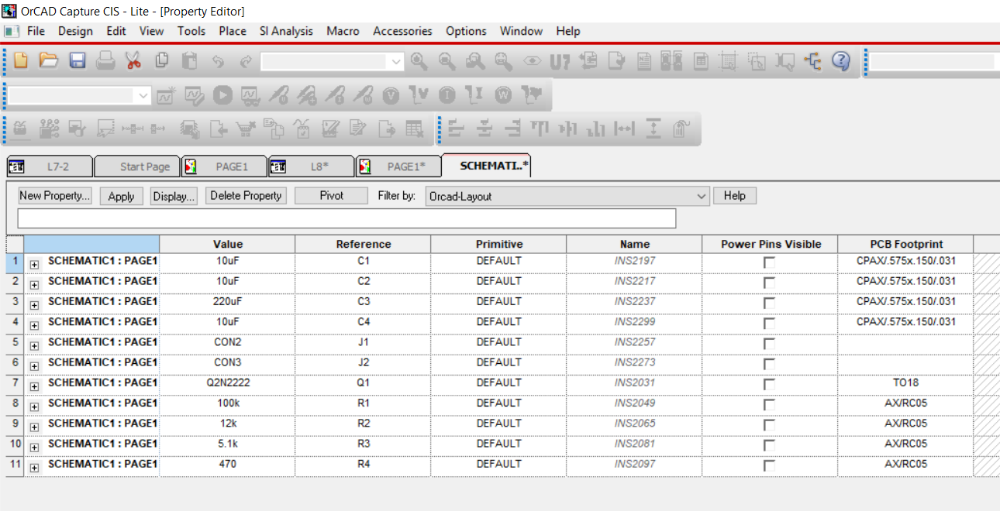 OrCAD Capture CIS - Lite - [Property Editor]
File Design Edit View Tools Place SI Analysis Macro Accessories Options Window Help
U?
V V I I W
L7-2 Start Page PAGE1 L8* PAGE1* SCHEMATI..*
New Property... Apply Display... Delete Property Pivot Filter by: Orcad-Layout Help
Value Reference Primitive Name Power Pins Visible PCB Footprint
1 SCHEMATIC1 : PAGE1 10uF C1 DEFAULT INS2197 CPAX/.575x.150/.031
2 SCHEMATIC1 : PAGE1 10uF C2 DEFAULT INS2217 CPAX/.575x.150/.031
3 SCHEMATIC1 : PAGE1 220uF C3 DEFAULT INS2237 CPAX/.575x.150/.031
4 SCHEMATIC1 : PAGE1 10uF C4 DEFAULT INS2299 CPAX/.575x.150/.031
5 SCHEMATIC1 : PAGE1 CON2 J1 DEFAULT INS2257
6 SCHEMATIC1 : PAGE1 CON3 J2 DEFAULT INS2273
7 SCHEMATIC1 : PAGE1 Q2N2222 Q1 DEFAULT INS2031 TO18
8 SCHEMATIC1 : PAGE1 100k R1 DEFAULT INS2049 AX/RC05
9 SCHEMATIC1 : PAGE1 12k R2 DEFAULT INS2065 AX/RC05
10 SCHEMATIC1 : PAGE1 5.1k R3 DEFAULT INS2081 AX/RC05
11 SCHEMATIC1 : PAGE1 470 R4 DEFAULT INS2097 AX/RC05